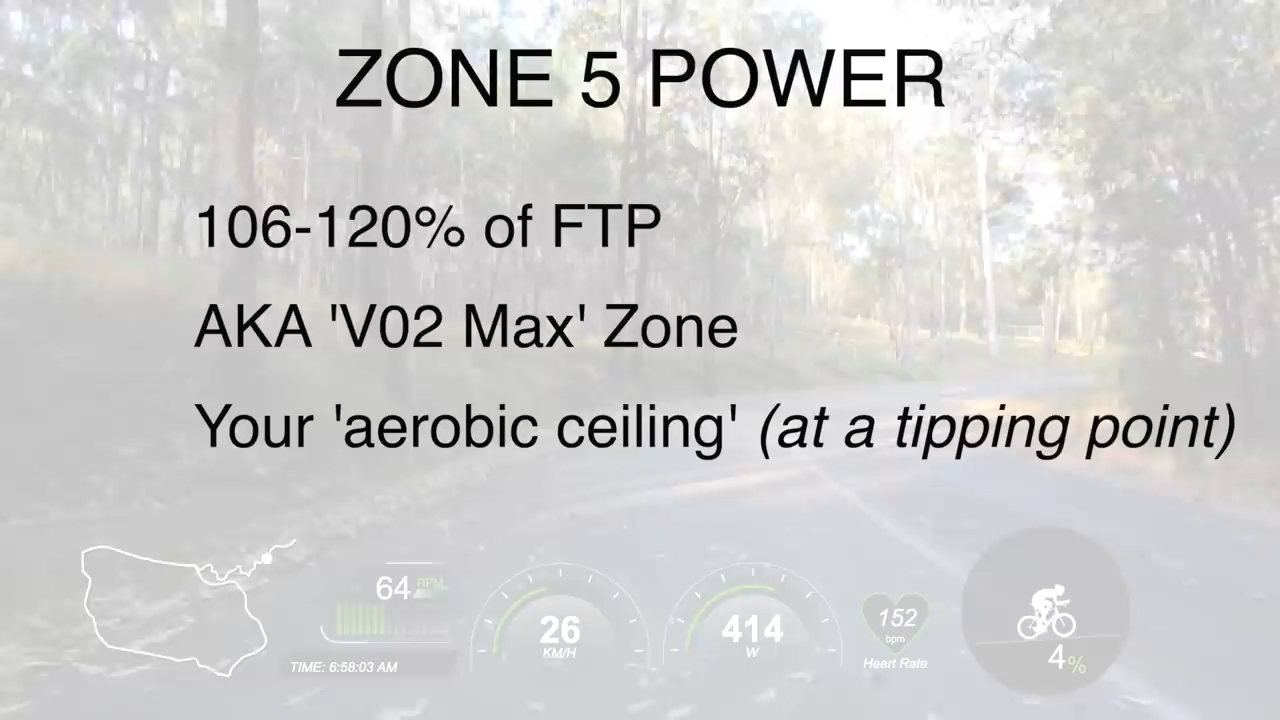 ZONE 5 POWER
106-120% of FTP
AKA 'V02 Max' Zone
Your 'aerobic ceiling' (at a tipping point)
64 RPM
TIME: 6:58:03 AM
26
KM/H
414
W
152
bpm
Heart Rate
4%